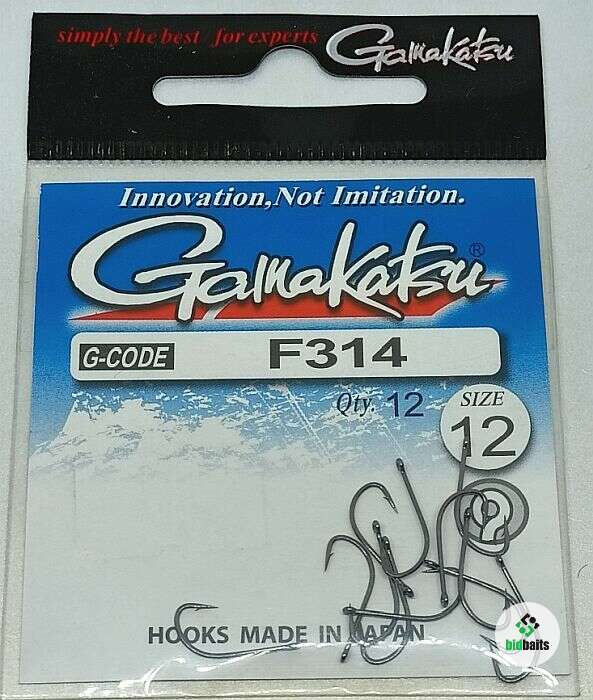 simply the best for experts Gamakatsu
Innovation,Not Imitation.
Gamakatsu ®
G-CODE F314
Qty. 12
SIZE
12
HOOKS MADE IN JAPAN
bidbaits